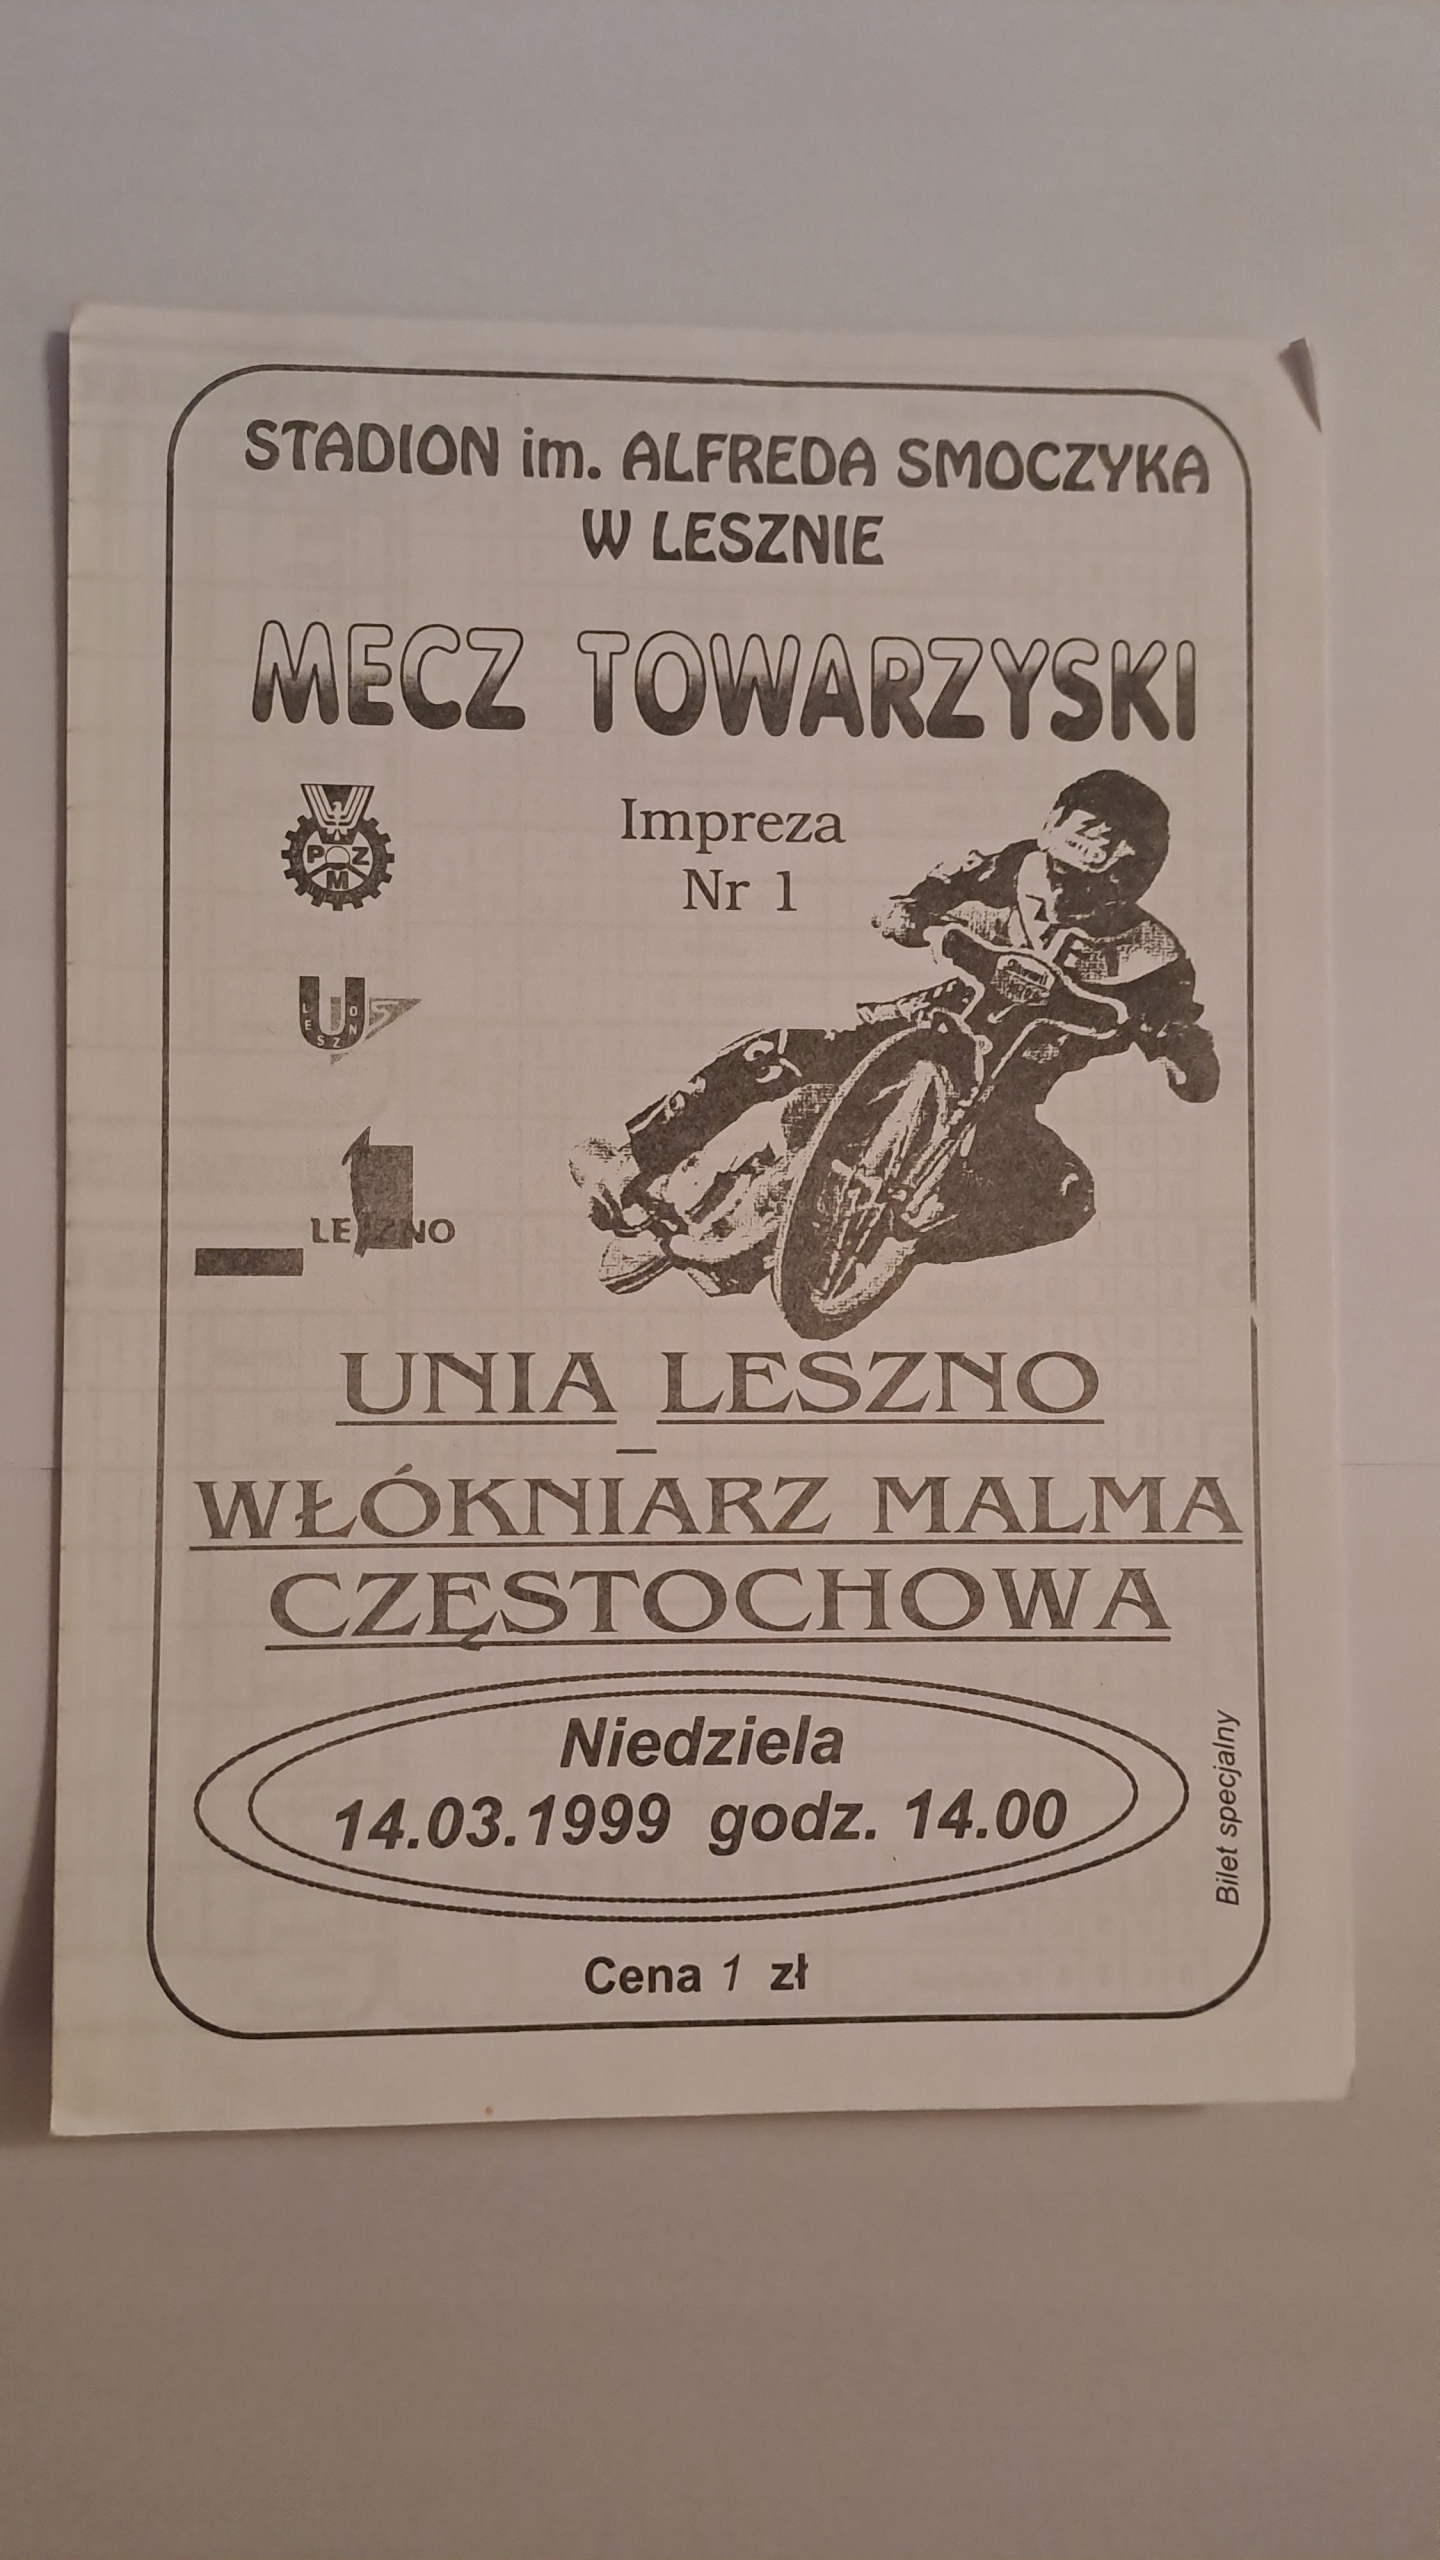 STADION im. ALFREDA SMOCZYKA
W LESZNIE
MECZ TOWARZYSKI
Impreza
Nr 1
PZM
LESZNO
UNIA LESZNO
–
WŁÓKNIARZ MALMA
CZĘSTOCHOWA
Niedziela
14.03.1999 godz. 14.00
Bilet specjalny
Cena 1 zł